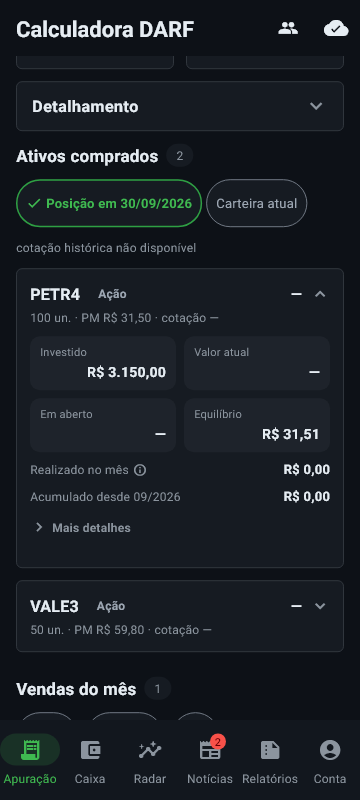 Calculadora DARF
Detalhamento
Ativos comprados 2
Posição em 30/09/2026
Carteira atual
cotação histórica não disponível
PETR4 Ação —
100 un. · PM R$ 31,50 · cotação —
Investido
R$ 3.150,00
Valor atual
—
Em aberto
—
Equilíbrio
R$ 31,51
Realizado no mês R$ 0,00
Acumulado desde 09/2026 R$ 0,00
Mais detalhes
VALE3 Ação —
50 un. · PM R$ 59,80 · cotação —
Vendas do mês 1
2
Apuração Caixa Radar Notícias Relatórios Conta